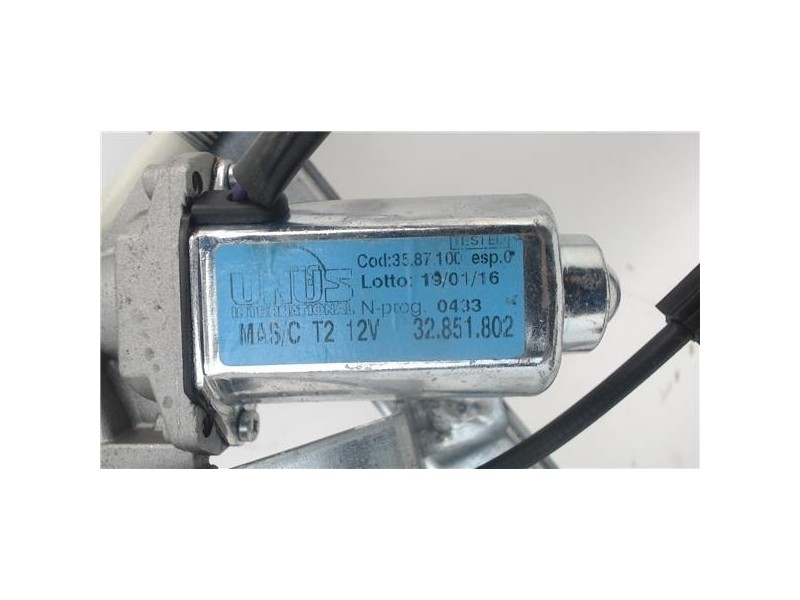 TESTED
Cod:35.87100 esp.0
UNUS
INTERNATIONAL
Lotto: 19/01/16
N-prog. 0433
MAS/C T2 12V 32.851.802